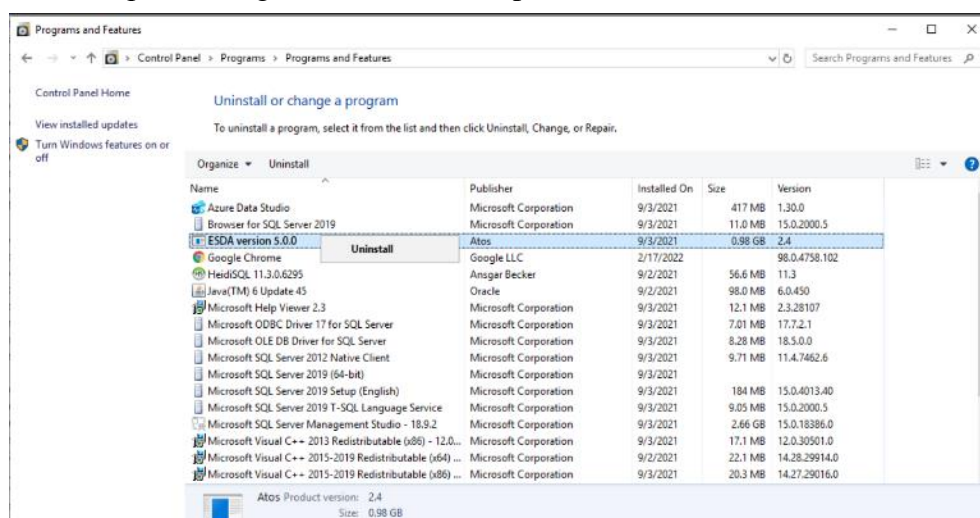 Programs and Features
Control Panel > Programs > Programs and Features
Search Programs and Features
Control Panel Home
View installed updates
Turn Windows features on or
off
Uninstall or change a program
To uninstall a program, select it from the list and then click Uninstall, Change, or Repair.
Organize Uninstall
Name Publisher Installed On Size Version
Azure Data Studio Microsoft Corporation 9/3/2021 417 MB 1.30.0
Browser for SQL Server 2019 Microsoft Corporation 9/3/2021 11.0 MB 15.0.2000.5
ESDA version 5.0.0 Atos 9/3/2021 0.98 GB 2.4
Uninstall
Google Chrome Google LLC 2/17/2022 98.0.4758.102
HeidiSQL 11.3.0.6295 Ansgar Becker 9/2/2021 56.6 MB 11.3
Java(TM) 6 Update 45 Oracle 9/2/2021 98.0 MB 6.0.450
Microsoft Help Viewer 2.3 Microsoft Corporation 9/3/2021 12.1 MB 2.3.28107
Microsoft ODBC Driver 17 for SQL Server Microsoft Corporation 9/3/2021 7.01 MB 17.7.2.1
Microsoft OLE DB Driver for SQL Server Microsoft Corporation 9/3/2021 8.28 MB 18.5.0.0
Microsoft SQL Server 2012 Native Client Microsoft Corporation 9/3/2021 9.71 MB 11.4.7462.6
Microsoft SQL Server 2019 (64-bit) Microsoft Corporation 9/3/2021
Microsoft SQL Server 2019 Setup (English) Microsoft Corporation 9/3/2021 184 MB 15.0.4013.40
Microsoft SQL Server 2019 T-SQL Language Service Microsoft Corporation 9/3/2021 9.05 MB 15.0.2000.5
Microsoft SQL Server Management Studio - 18.9.2 Microsoft Corporation 9/3/2021 2.66 GB 15.0.18386.0
Microsoft Visual C++ 2013 Redistributable (x86) - 12.0... Microsoft Corporation 9/3/2021 17.1 MB 12.0.30501.0
Microsoft Visual C++ 2015-2019 Redistributable (x64) ... Microsoft Corporation 9/2/2021 22.1 MB 14.28.29914.0
Microsoft Visual C++ 2015-2019 Redistributable (x86) ... Microsoft Corporation 9/3/2021 20.3 MB 14.27.29016.0
Atos Product version: 2.4
Size: 0.98 GB